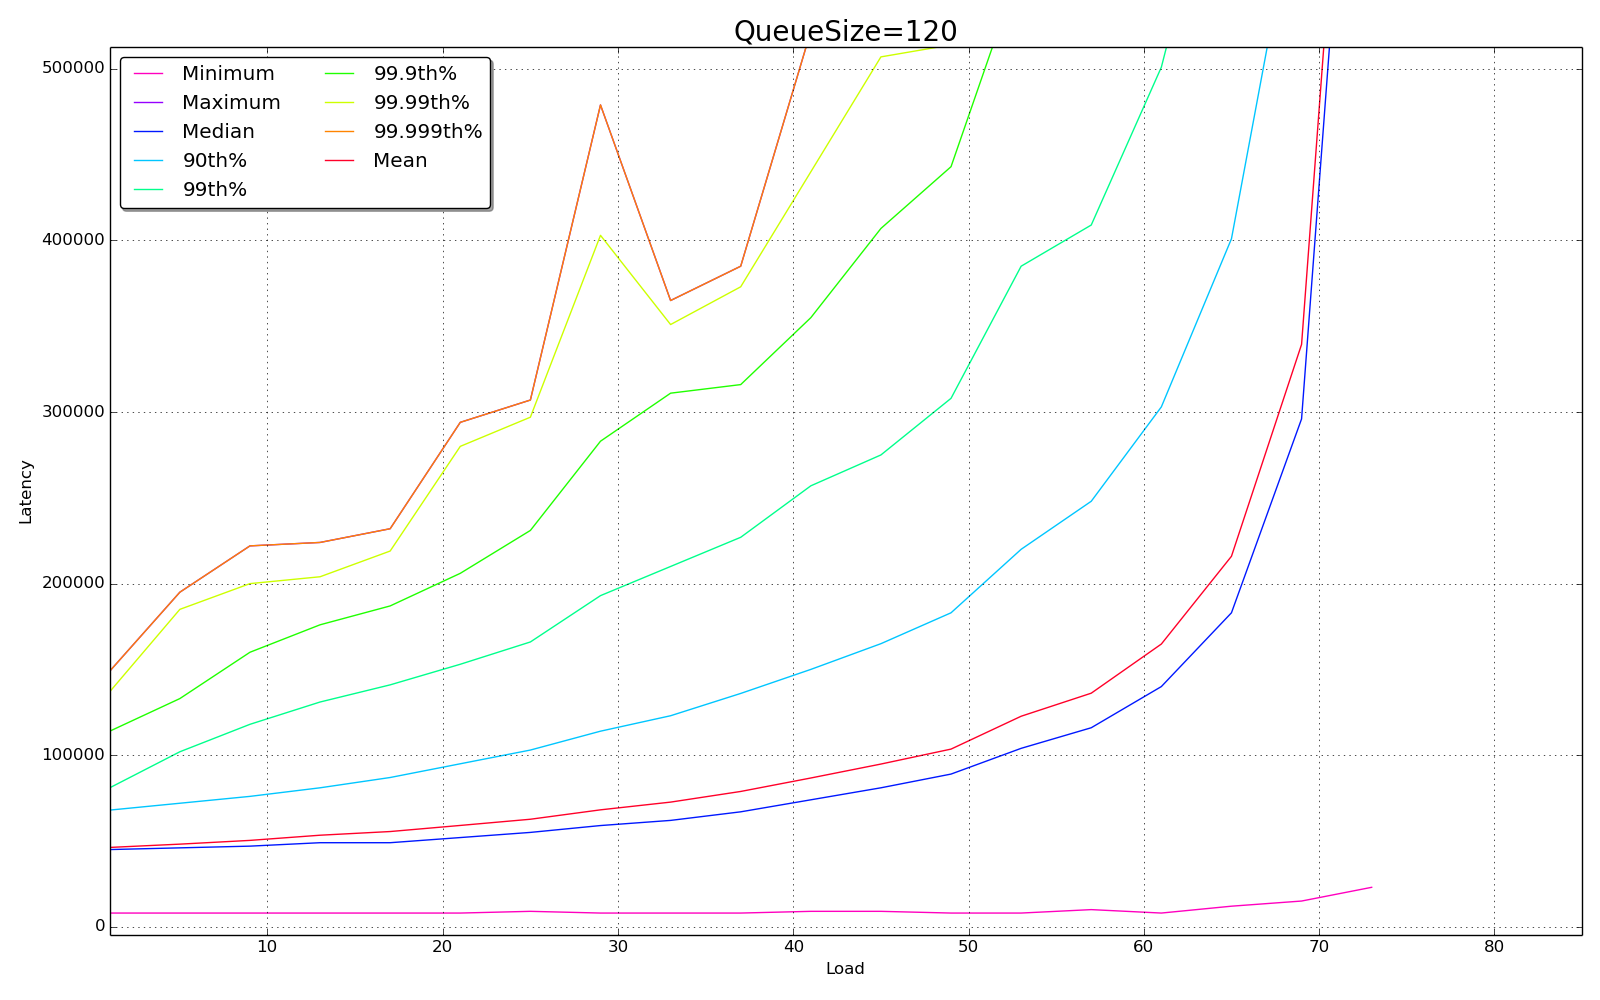 QueueSize=120
Minimum
Maximum
Median
90th%
99th%
99.9th%
99.99th%
99.999th%
Mean
500000
400000
300000
200000
100000
0
Latency
10 20 30 40 50 60 70 80
Load